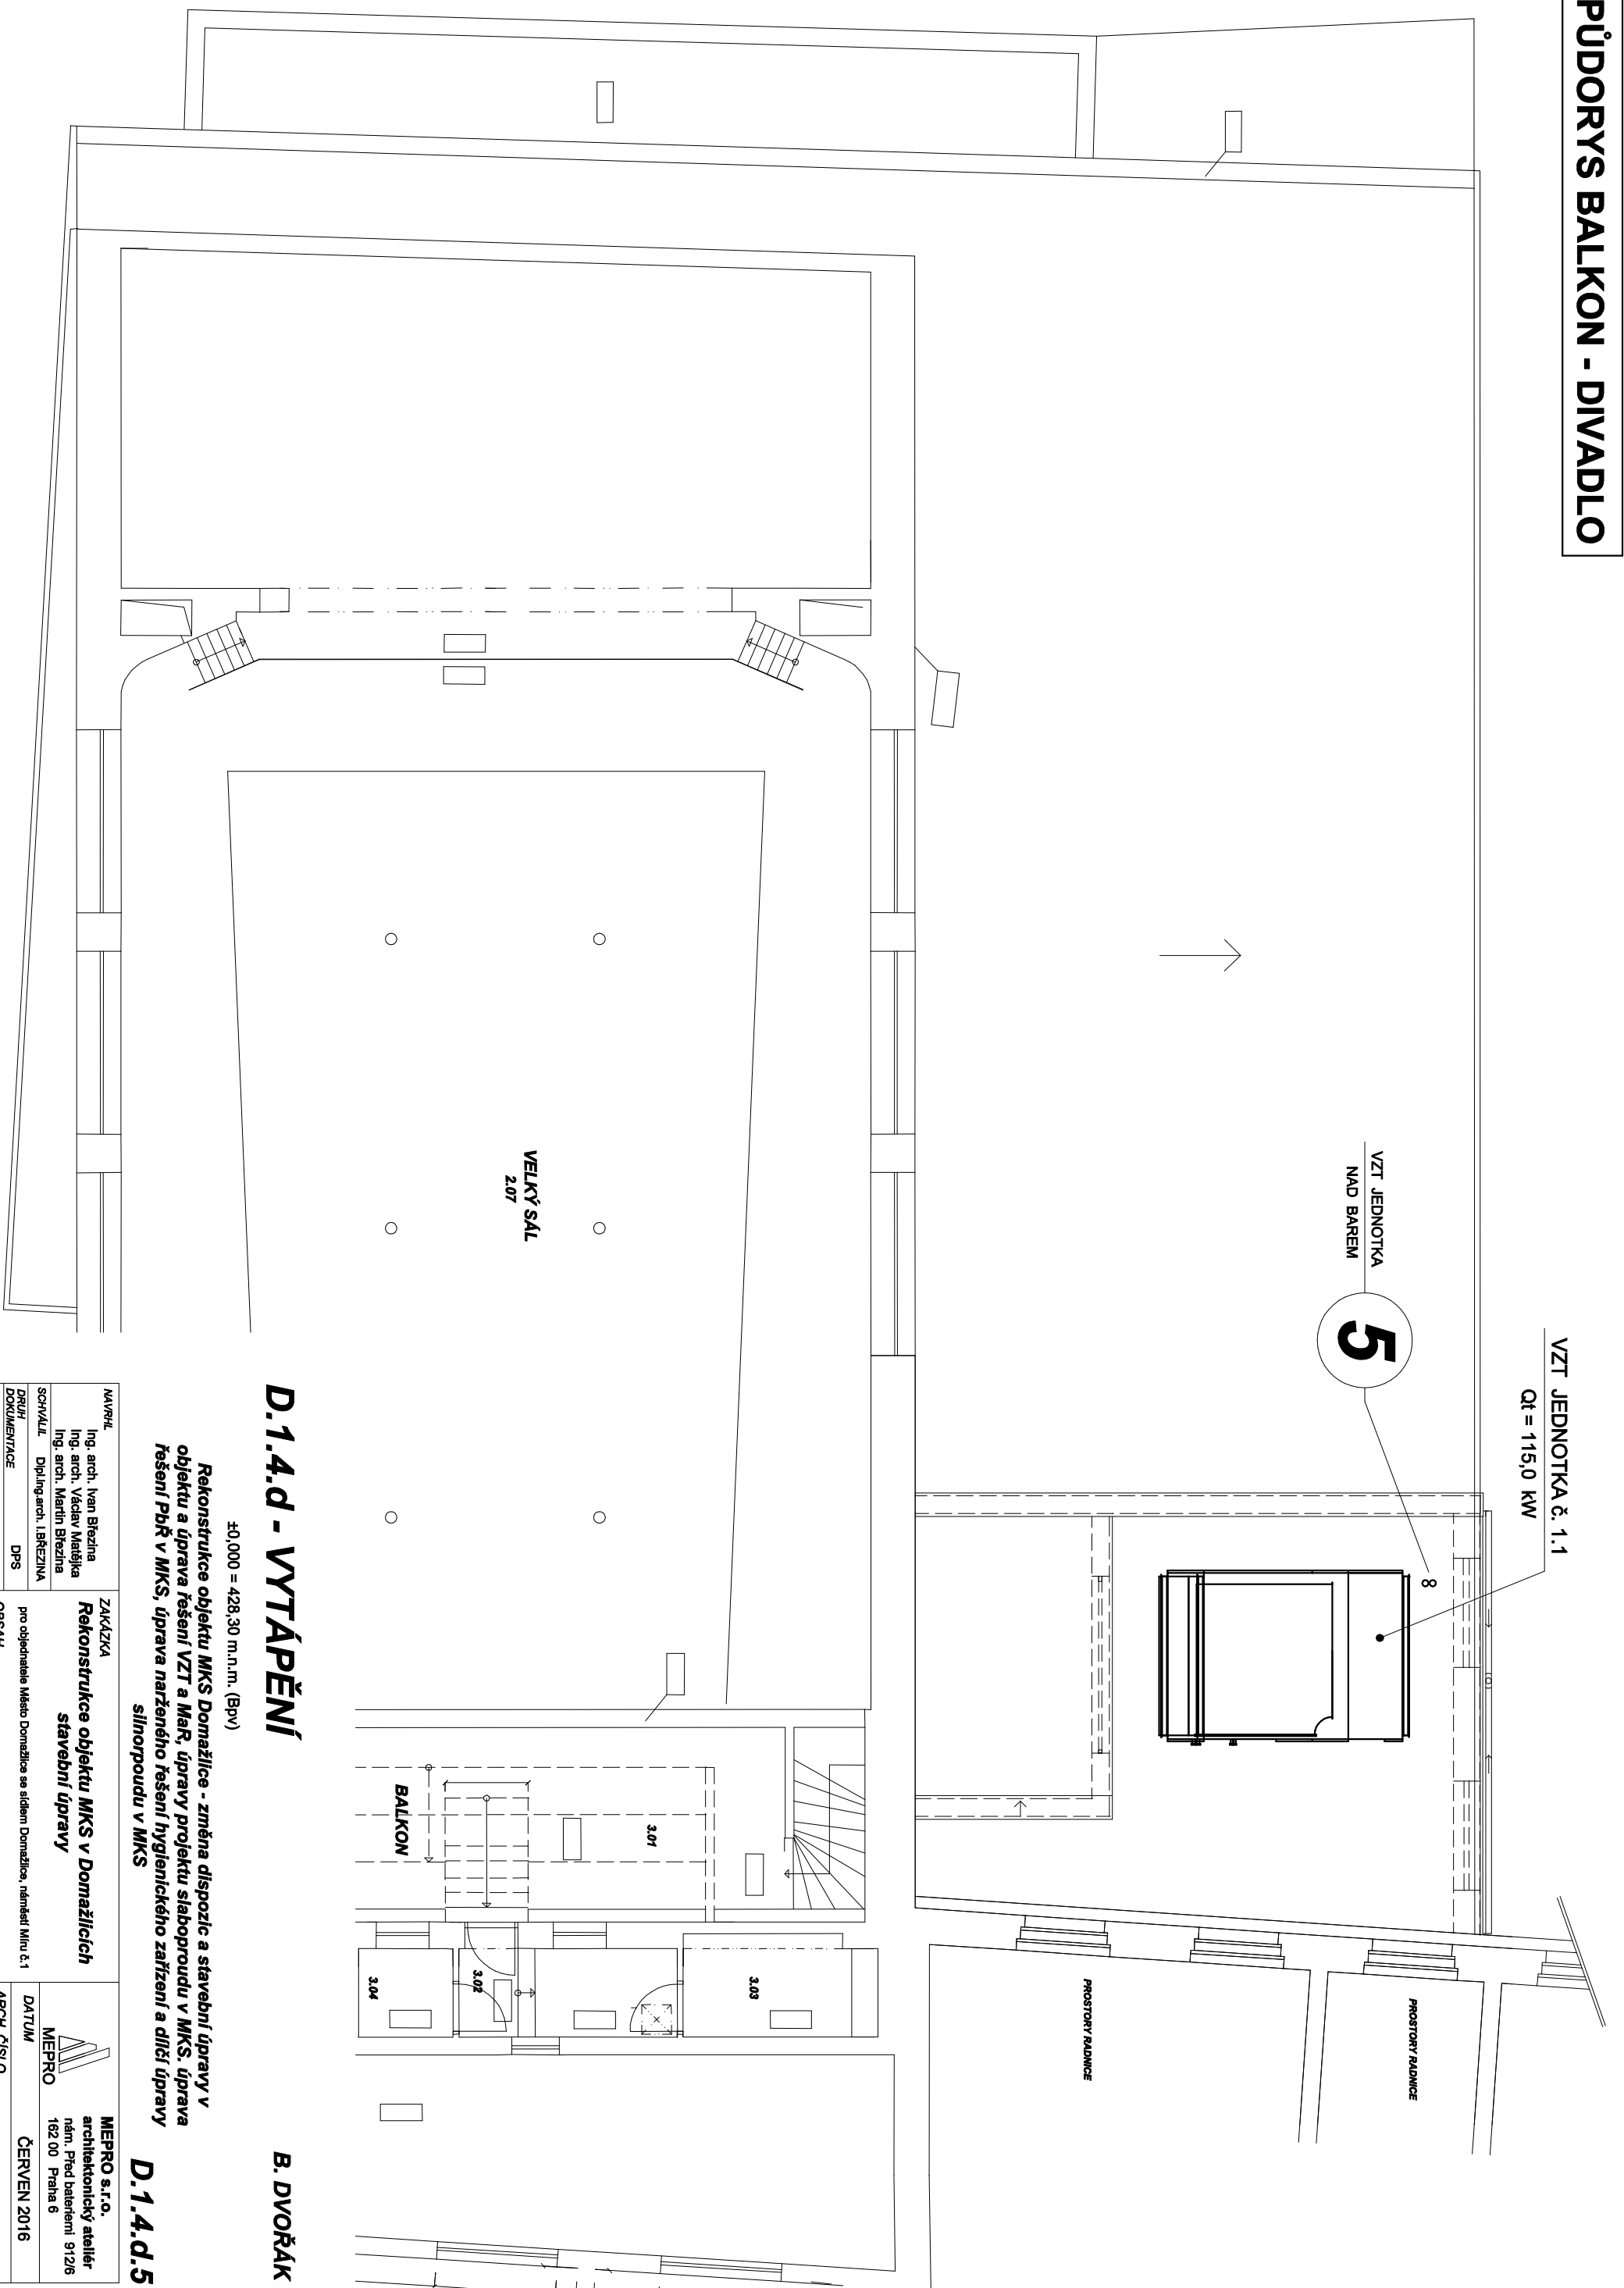 PŮDORYS BALKON - DIVADLO
VZT JEDNOTKA č. 1.1
Qt = 115,0 kW
VZT JEDNOTKA
NAD BAREM
5
8
PROSTORY RADNICE
PROSTORY RADNICE
VELKÝ SÁL
2.07
3.01
3.03
BALKON
3.02
3.04
D.1.4.d - VYTÁPĚNÍ
B. DVOŘÁK
±0,000 = 428,30 m.n.m. (Bpv)
Rekonstrukce objektu MKS Domažlice - změna dispozic a stavební úpravy v
objektu a úprava řešení VZT a MaR, úpravy projektu slaboproudu v MKS. úprava
řešení PbŘ v MKS, úprava narženého řešení hygienického zařízení a dílčí úpravy
silnorpoudu v MKS
D.1.4.d.5
NAVRHL
Ing. arch. Ivan Březina
Ing. arch. Václav Matějka
Ing. arch. Martin Březina
SCHVÁLIL Dipl.Ing.arch. I.BŘEZINA
DRUH
DOKUMENTACE DPS
ZAKÁZKA
Rekonstrukce objektu MKS v Domažlicích
stavební úpravy
pro objednatele Město Domažlice se sídlem Domažlice, náměstí Míru č.1
OBSAH
MEPRO
MEPRO s.r.o.
architektonický ateliér
nám. Před bateriemi 912/6
162 00 Praha 6
DATUM ČERVEN 2016
ARCH. ČÍSLO